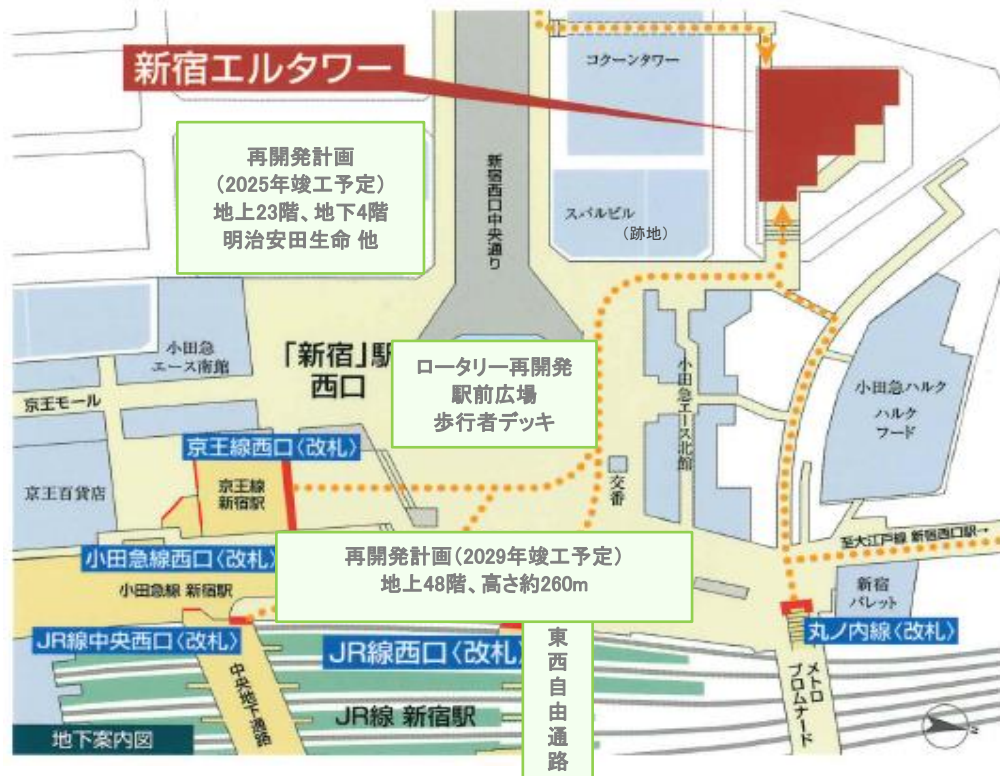 コクーンタワー
新宿エルタワー
再開発計画
（2025年竣工予定）
地上23階、地下4階
明治安田生命 他
新宿西口中央通り
スバルビル
（跡地）
小田急
エース南館
「新宿」駅
西口
ロータリー再開発
駅前広場
歩行者デッキ
小田急エース北館
小田急ハルク
ハルク
フード
京王モール
京王線西口〈改札〉
京王百貨店
京王線
新宿駅
交番
小田急線西口〈改札〉
小田急線 新宿駅
再開発計画（2029年竣工予定）
地上48階、高さ約260m
至大江戸線 新宿西口駅→
新宿
パレット
JR線中央西口〈改札〉
JR線西口〈改札〉
丸ノ内線〈改札〉
東西自由通路
中央地下通路
メトロ
プロムナード
JR線 新宿駅
地下案内図
N